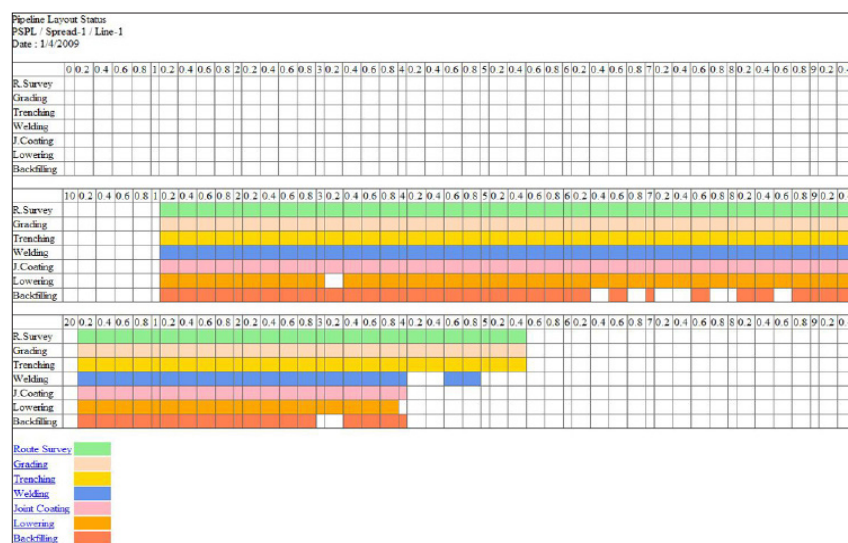 Pipeline Layout Status
PSPL / Spread-1 / Line-1
Date : 1/4/2009
0 0.2 0.4 0.6 0.8 1 0.2 0.4 0.6 0.8 2 0.2 0.4 0.6 0.8 3 0.2 0.4 0.6 0.8 4 0.2 0.4 0.6 0.8 5 0.2 0.4 0.6 0.8 6 0.2 0.4 0.6 0.8 7 0.2 0.4 0.6 0.8 8 0.2 0.4 0.6 0.8 9 0.2 0.4
R.Survey
Grading
Trenching
Welding
J.Coating
Lowering
Backfilling
10 0.2 0.4 0.6 0.8 1 0.2 0.4 0.6 0.8 2 0.2 0.4 0.6 0.8 3 0.2 0.4 0.6 0.8 4 0.2 0.4 0.6 0.8 5 0.2 0.4 0.6 0.8 6 0.2 0.4 0.6 0.8 7 0.2 0.4 0.6 0.8 8 0.2 0.4 0.6 0.8 9 0.2 0.4
R.Survey
Grading
Trenching
Welding
J.Coating
Lowering
Backfilling
20 0.2 0.4 0.6 0.8 1 0.2 0.4 0.6 0.8 2 0.2 0.4 0.6 0.8 3 0.2 0.4 0.6 0.8 4 0.2 0.4 0.6 0.8 5 0.2 0.4 0.6 0.8 6 0.2 0.4 0.6 0.8 7 0.2 0.4 0.6 0.8 8 0.2 0.4 0.6 0.8 9 0.2 0.4
R.Survey
Grading
Trenching
Welding
J.Coating
Lowering
Backfilling
Route Survey
Grading
Trenching
Welding
Joint Coating
Lowering
Backfilling